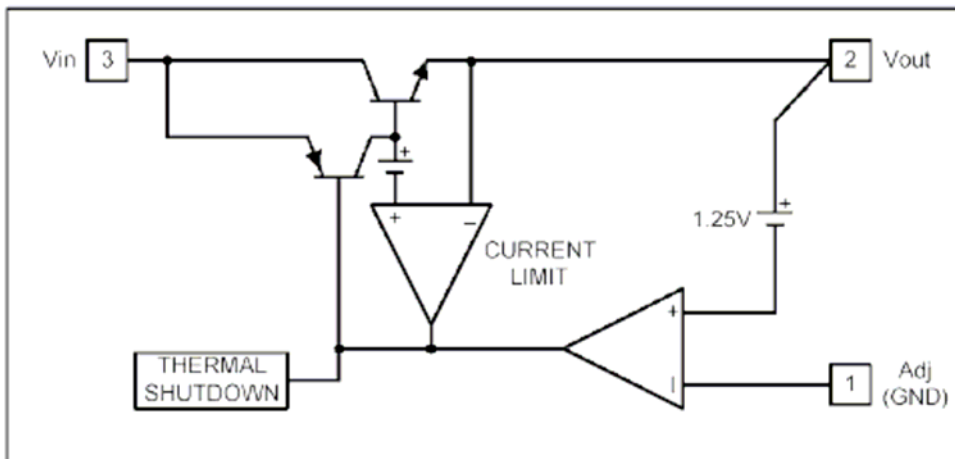 Vin 3
2 Vout
+
+ −
1.25V +
CURRENT
LIMIT
+
−
THERMAL
SHUTDOWN
1 Adj
(GND)